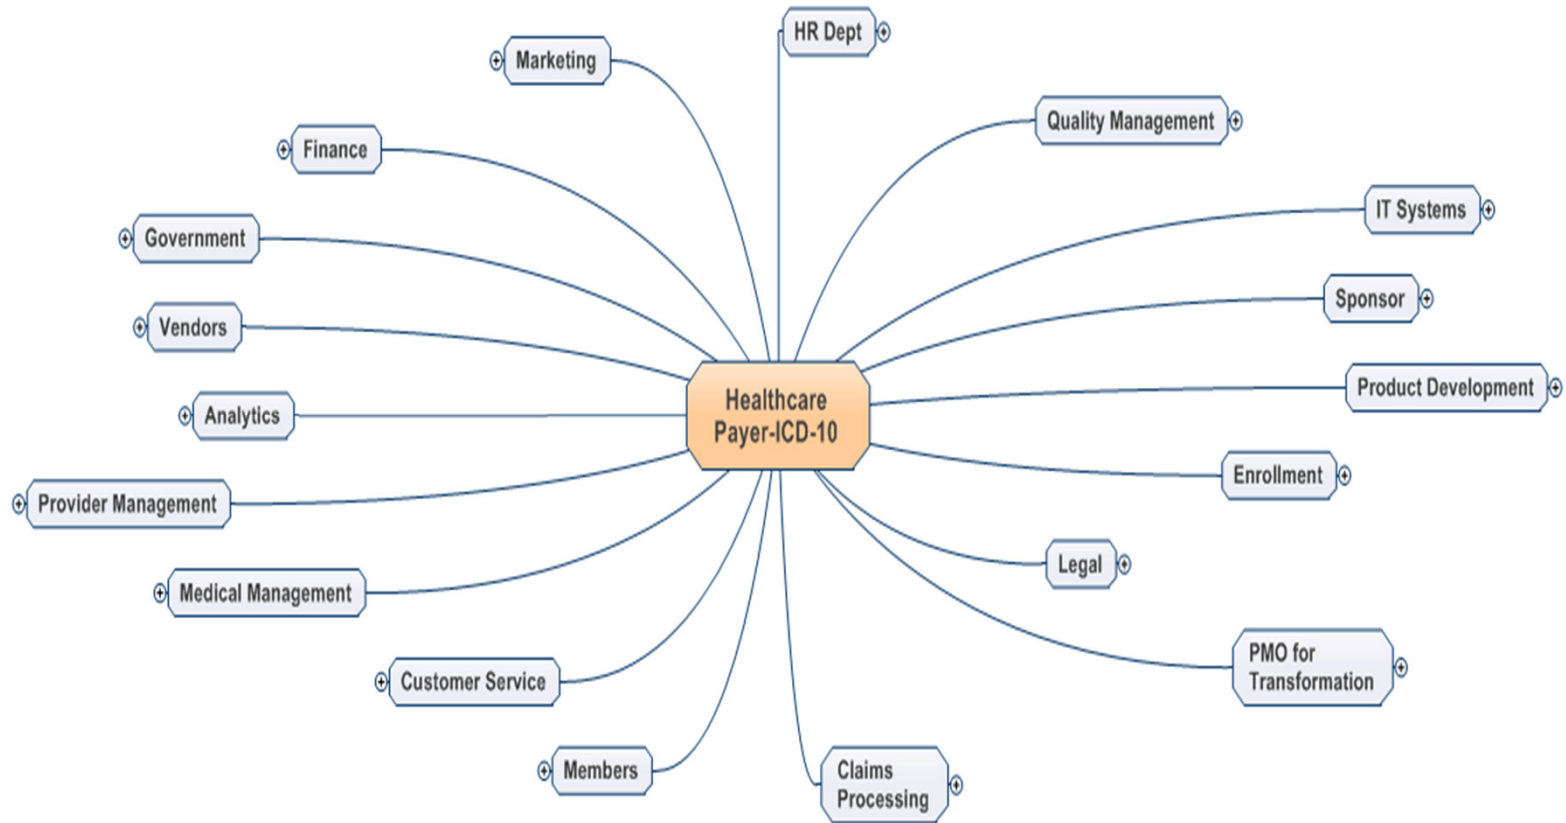 HR Dept
Marketing
Quality Management
Finance
IT Systems
Government
Sponsor
Vendors
Product Development
Healthcare
Payer-ICD-10
Analytics
Enrollment
Provider Management
Legal
Medical Management
PMO for
Transformation
Customer Service
Members
Claims
Processing